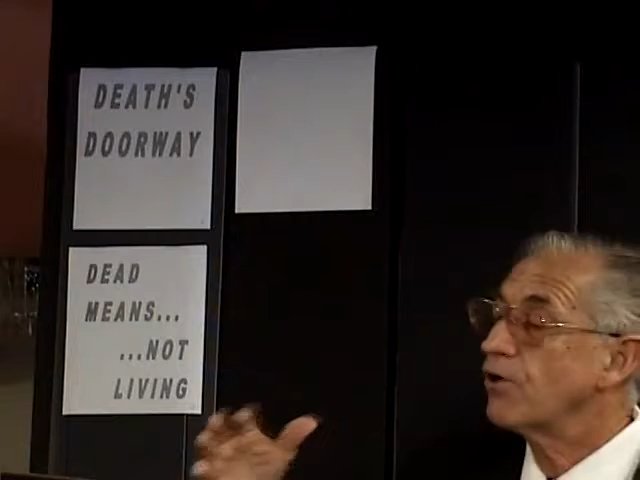 DEATH'S
DOORWAY
DEAD
MEANS...
...NOT
LIVING